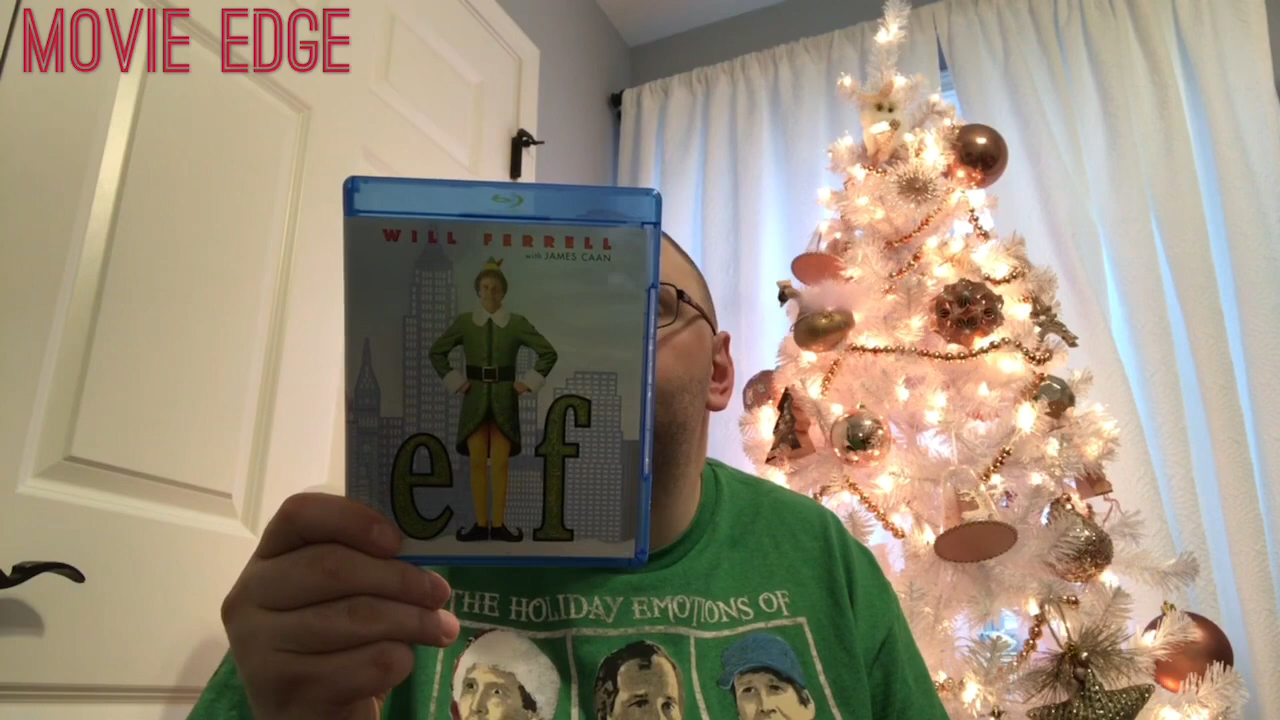 MOVIE EDGE
WILL FERRELL
with JAMES CAAN
elf
THE HOLIDAY EMOTIONS OF